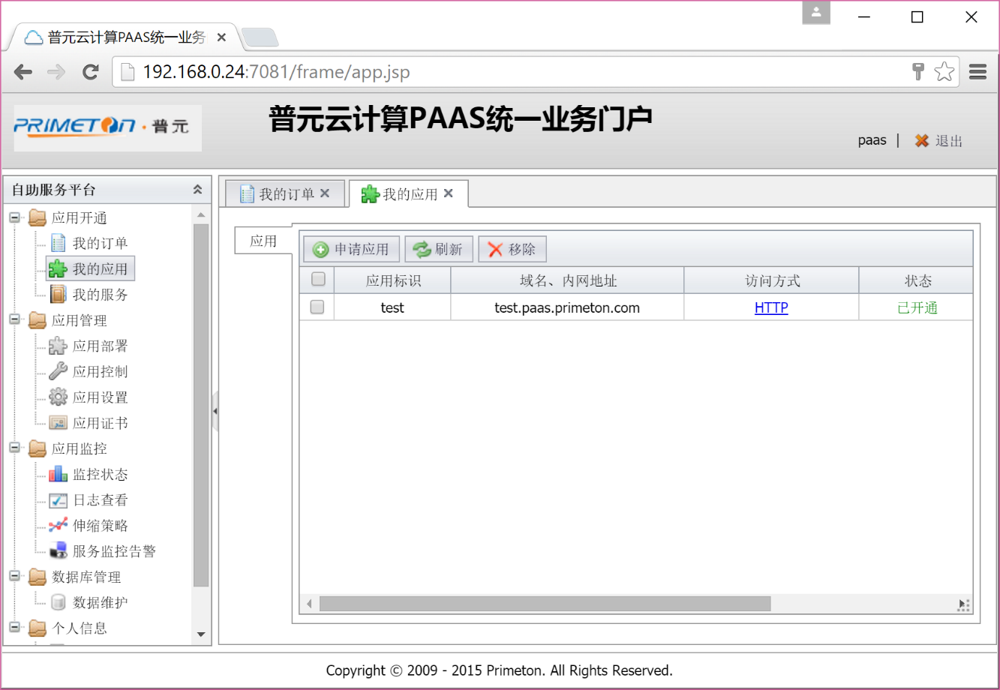 普元云计算PAAS统一业务
192.168.0.24:7081/frame/app.jsp
PRIMETON·普元
普元云计算PAAS统一业务门户
paas | 退出
自助服务平台
应用开通
我的订单
我的应用
我的服务
应用管理
应用部署
应用控制
应用设置
应用证书
应用监控
监控状态
日志查看
伸缩策略
服务监控告警
数据库管理
数据维护
个人信息
我的订单 我的应用
应用
申请应用 刷新 移除
应用标识 域名、内网地址 访问方式 状态
test test.paas.primeton.com HTTP 已开通
Copyright © 2009 - 2015 Primeton. All Rights Reserved.